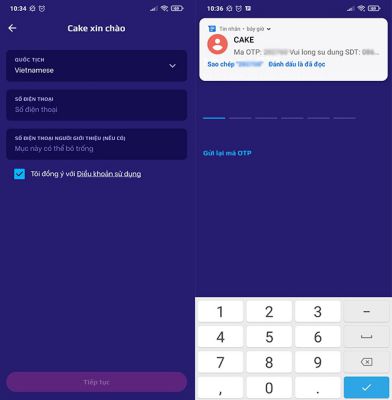 10:34
Cake xin chào
QUỐC TỊCH
Vietnamese
SỐ ĐIỆN THOẠI
Số điện thoại
SỐ ĐIỆN THOẠI NGƯỜI GIỚI THIỆU (NẾU CÓ)
Mục này có thể bỏ trống
Tôi đồng ý với Điều khoản sử dụng
Tiếp tục
10:36
Tin nhắn • bây giờ
CAKE
Ma OTP: Vui long su dung SDT: 086
Sao chép Đánh dấu là đã đọc
Gửi lại mã OTP
1 2 3 –
4 5 6
7 8 9
, 0 .